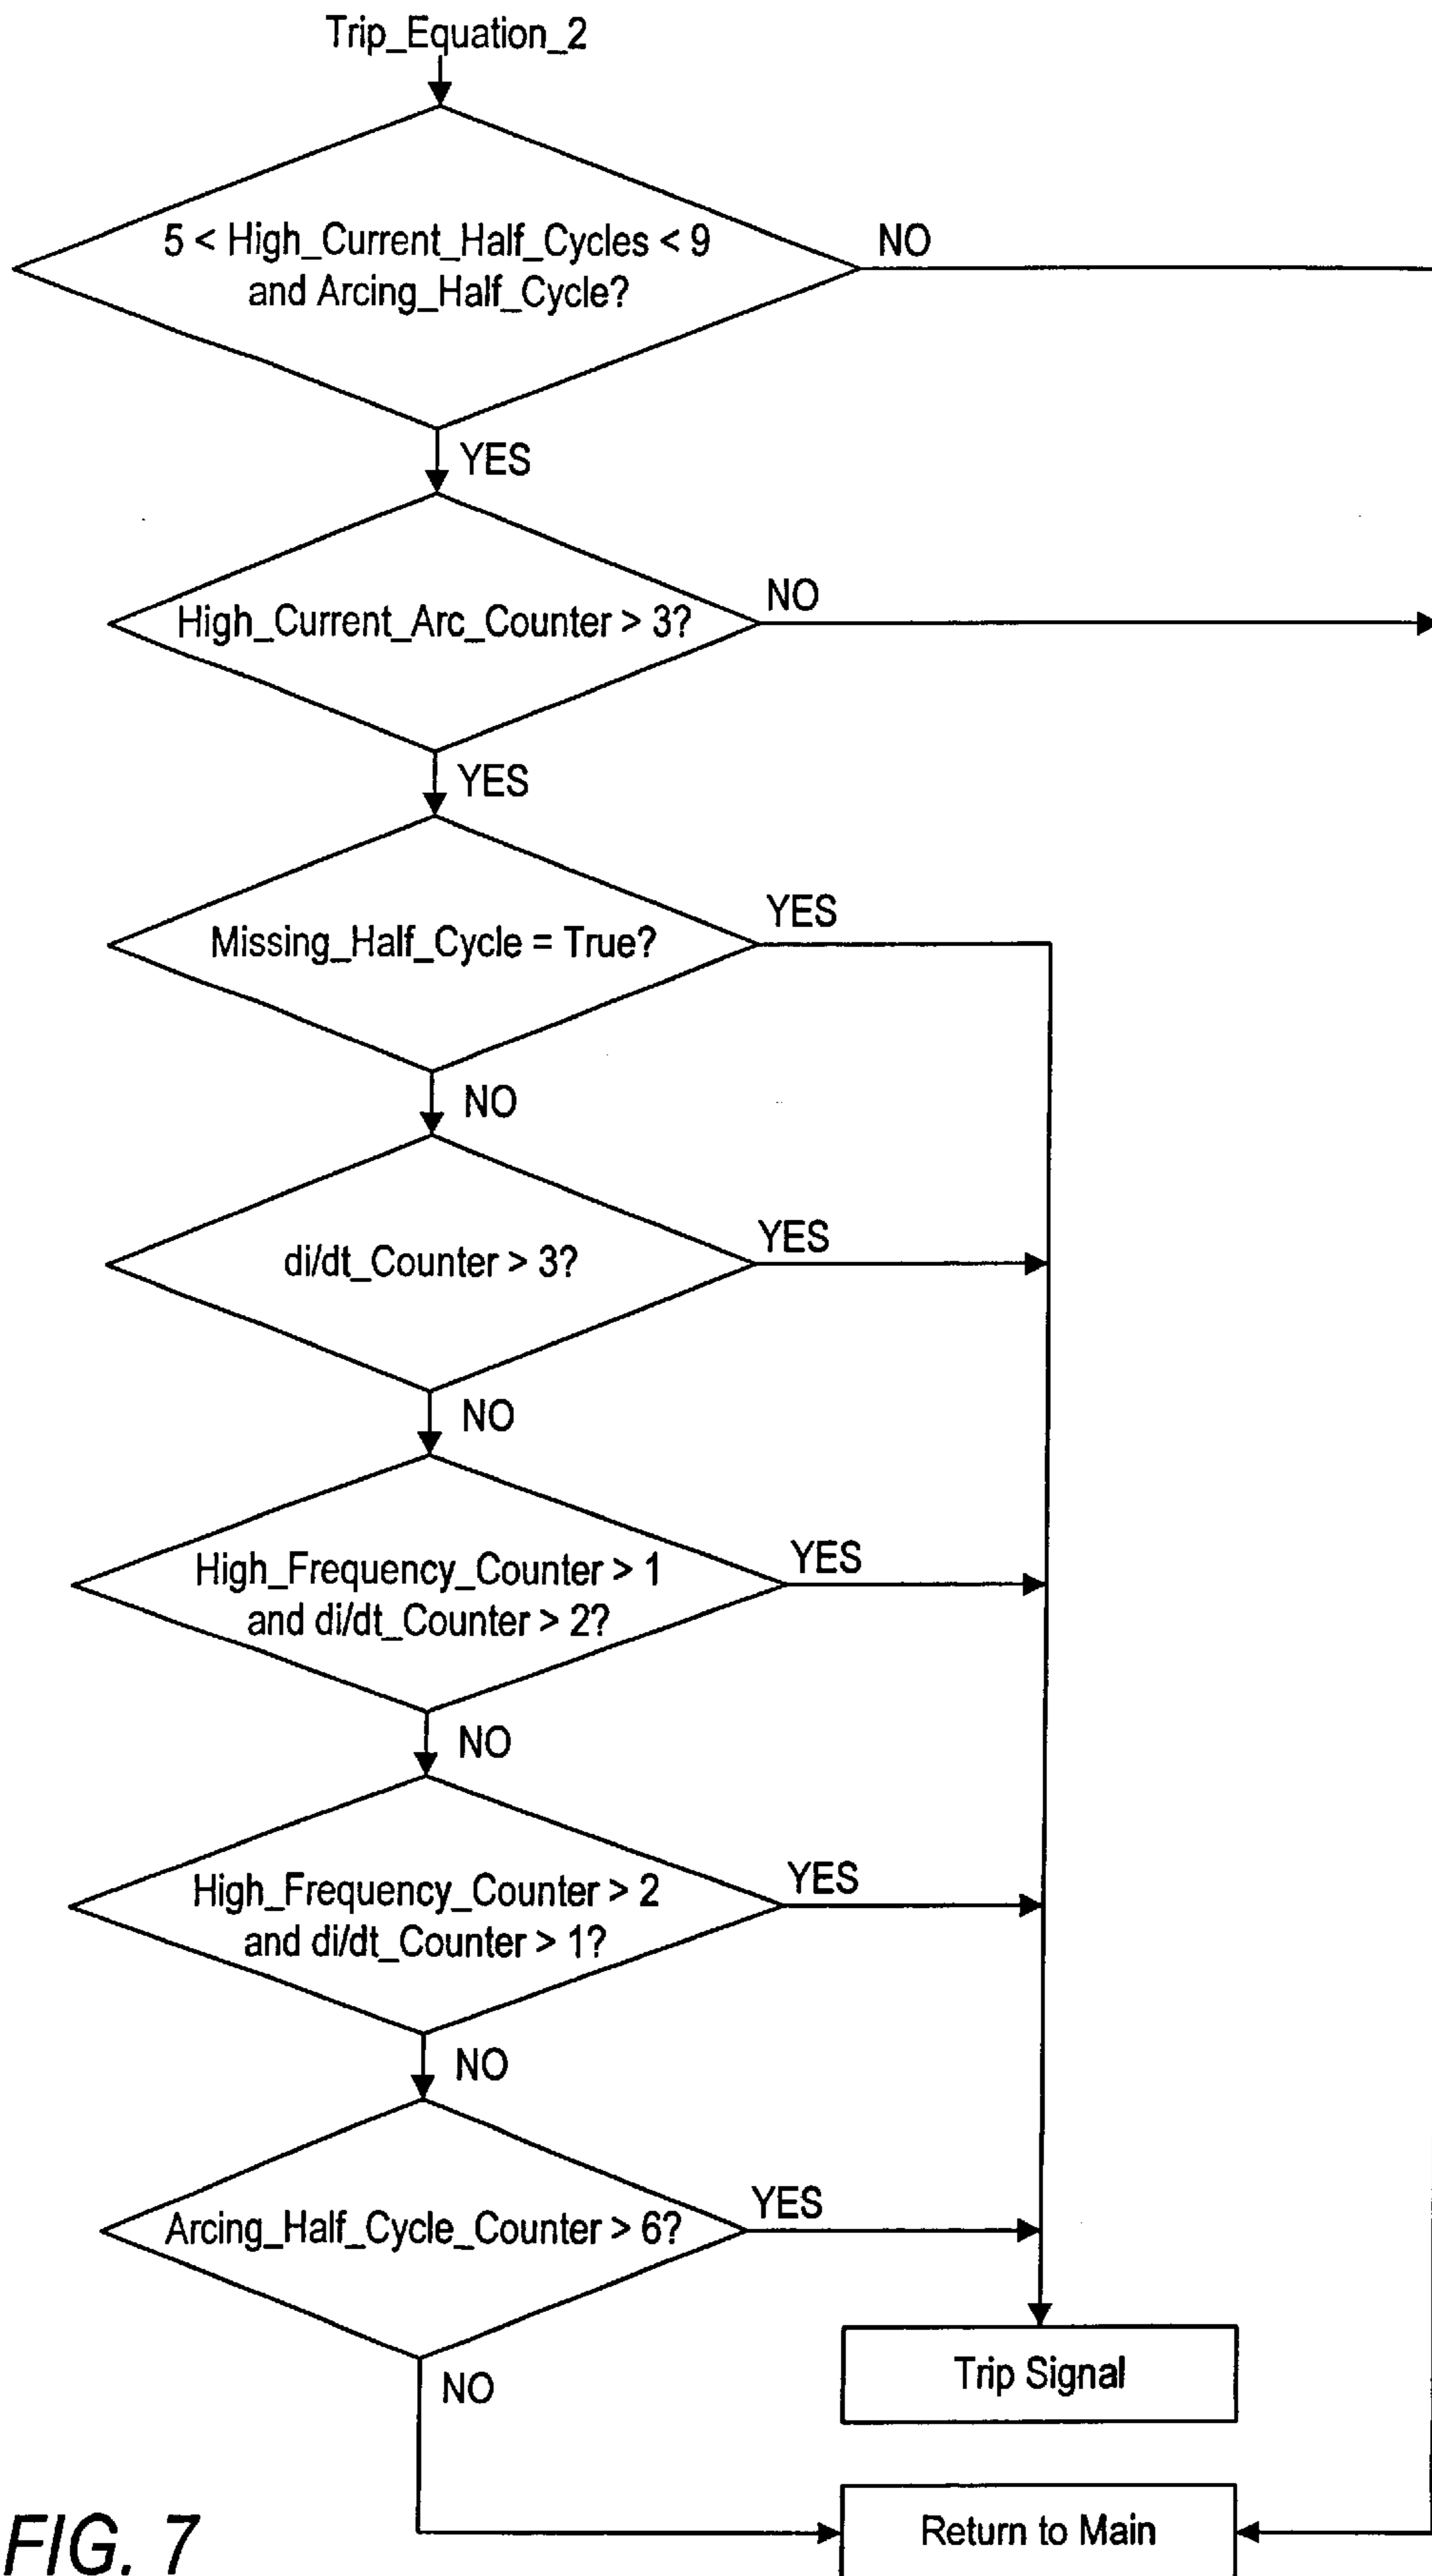 Trip_Equation_2
5 < High_Current_Half_Cycles < 9
and Arcing_Half_Cycle?
NO
YES
High_Current_Arc_Counter > 3?
NO
YES
Missing_Half_Cycle = True?
YES
NO
di/dt_Counter > 3?
YES
NO
High_Frequency_Counter > 1
and di/dt_Counter > 2?
YES
NO
High_Frequency_Counter > 2
and di/dt_Counter > 1?
YES
NO
Arcing_Half_Cycle_Counter > 6?
YES
NO
Trip Signal
Return to Main
FIG. 7